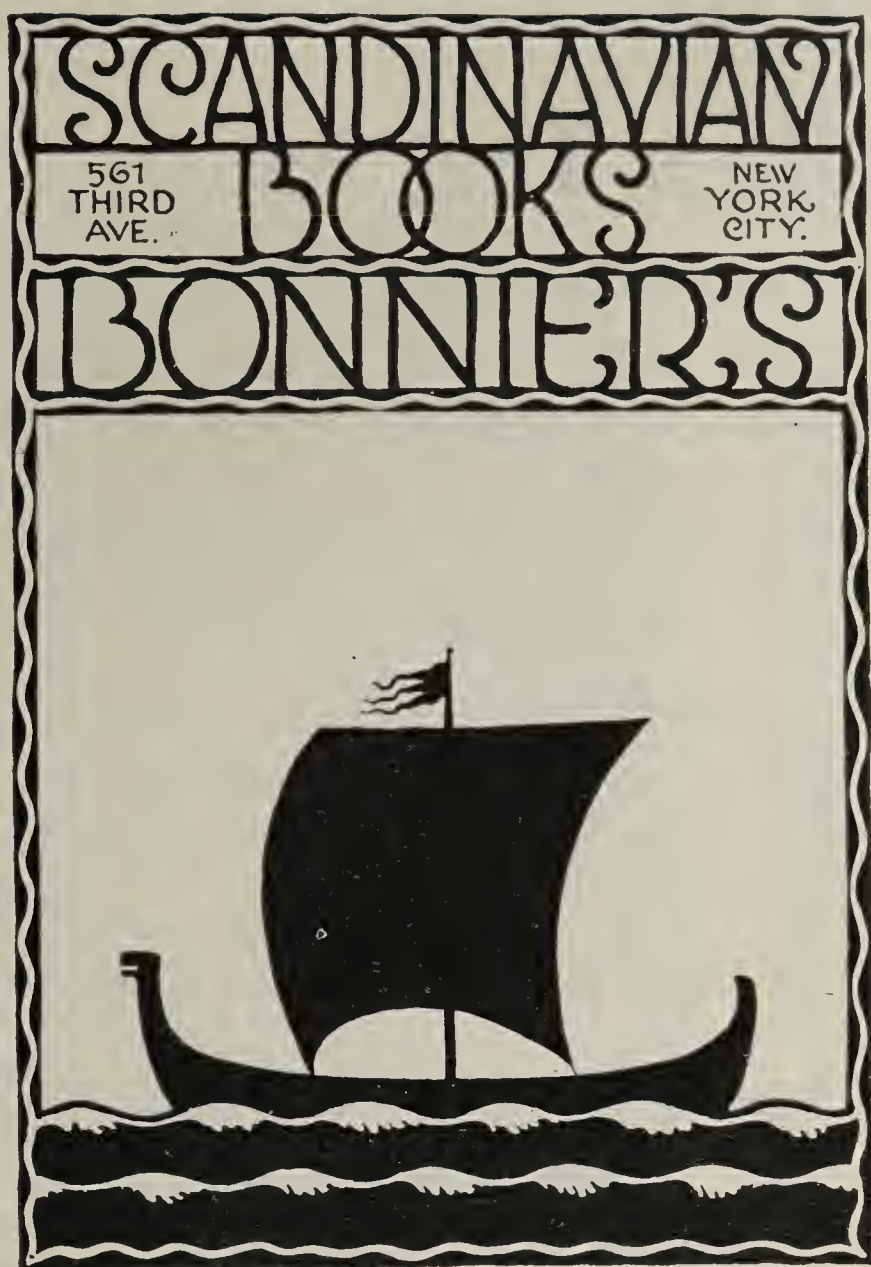 SCANDINAVIAN
561
THIRD
AVE.
BOOKS
NEW
YORK
CITY.
BONNIER'S